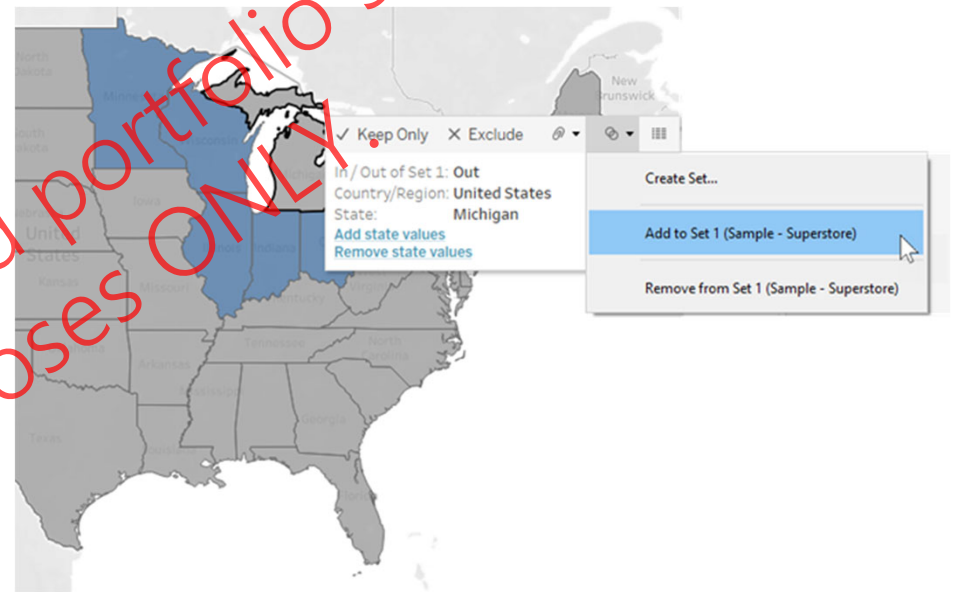 North
Dakota
New
Brunswick
Minnesota
South
Dakota
Wisconsin
✓ Keep Only
✕ Exclude
In / Out of Set 1: Out
Country/Region: United States
State: Michigan
Add state values
Remove state values
Create Set...
Add to Set 1 (Sample - Superstore)
Remove from Set 1 (Sample - Superstore)
Iowa
United
States
Illinois
Indiana
Kansas
Missouri
Kentucky
Virginia
Tennessee
North
Carolina
Arkansas
Mississippi
Georgia
Texas
Louisiana
Florida
d portfolio s
oses ONLY.